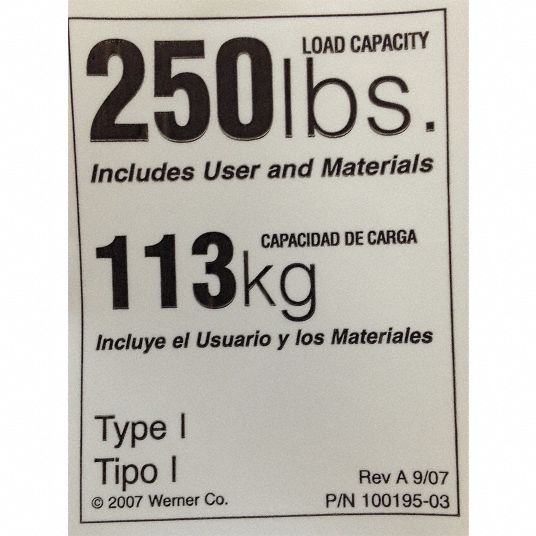 LOAD CAPACITY
250lbs.
Includes User and Materials
CAPACIDAD DE CARGA
113kg
Incluye el Usuario y los Materiales
Type I
Tipo I
Rev A 9/07
© 2007 Werner Co.
P/N 100195-03